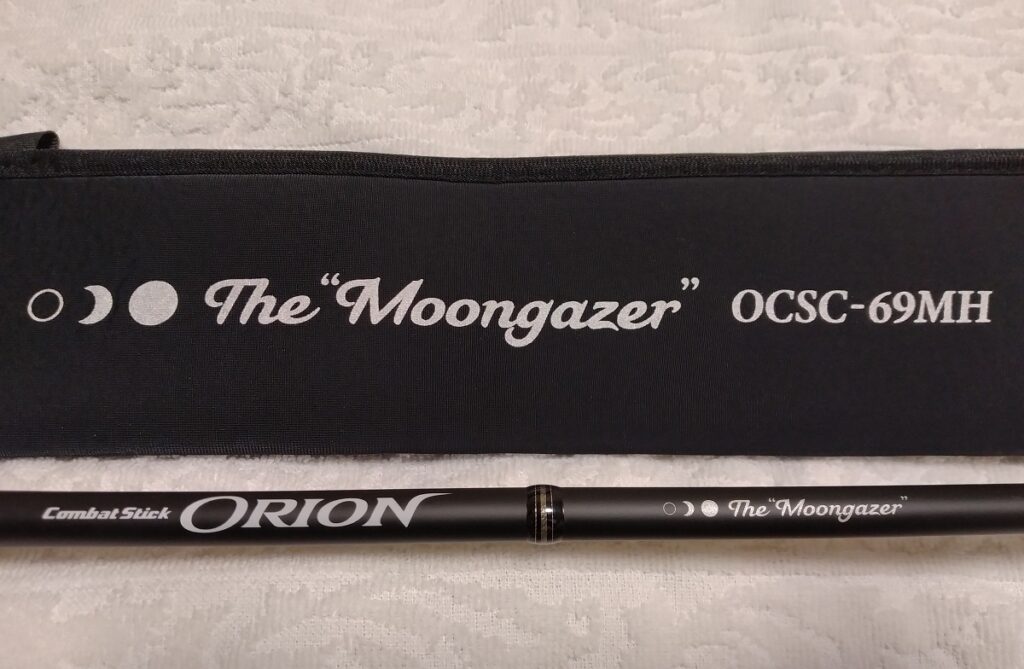 The “Moongazer” OCSC-69MH
Combat Stick ORION The “Moongazer”